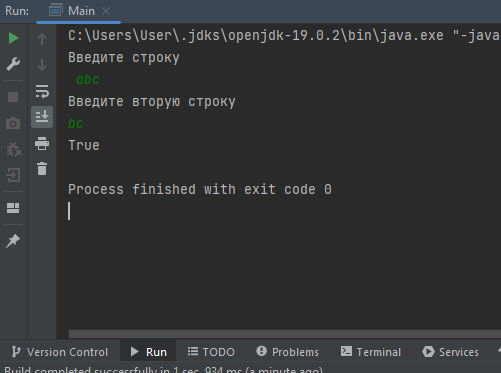 Run: Main
C:\Users\User\.jdks\openjdk-19.0.2\bin\java.exe "-java
Введите строку
abc
Введите вторую строку
bc
True
Process finished with exit code 0
Version Control Run TODO Problems Terminal Services
Build completed successfully in 1 sec, 934 ms (a minute ago)